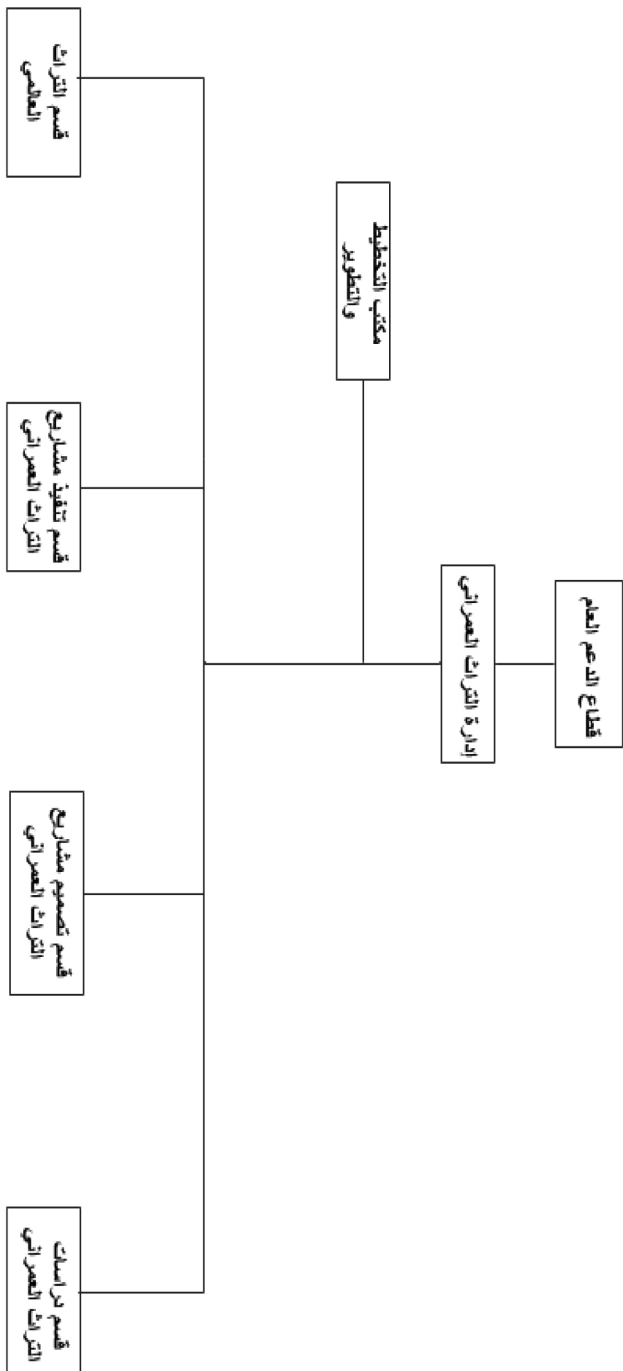 قطاع الدعم العام
إدارة التراث العمراني
مكتب التخطيط
والتطوير
قسم دراسات
التراث العمراني
قسم تصميم مشاريع
التراث العمراني
قسم تنفيذ مشاريع
التراث العمراني
قسم التراث
العالمي